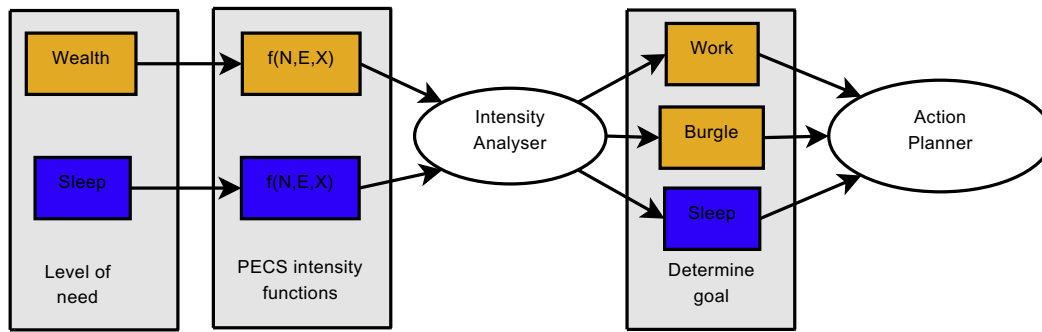 Wealth
Sleep
Level of
need
f(N,E,X)
f(N,E,X)
PECS intensity
functions
Intensity
Analyser
Work
Burgle
Sleep
Determine
goal
Action
Planner